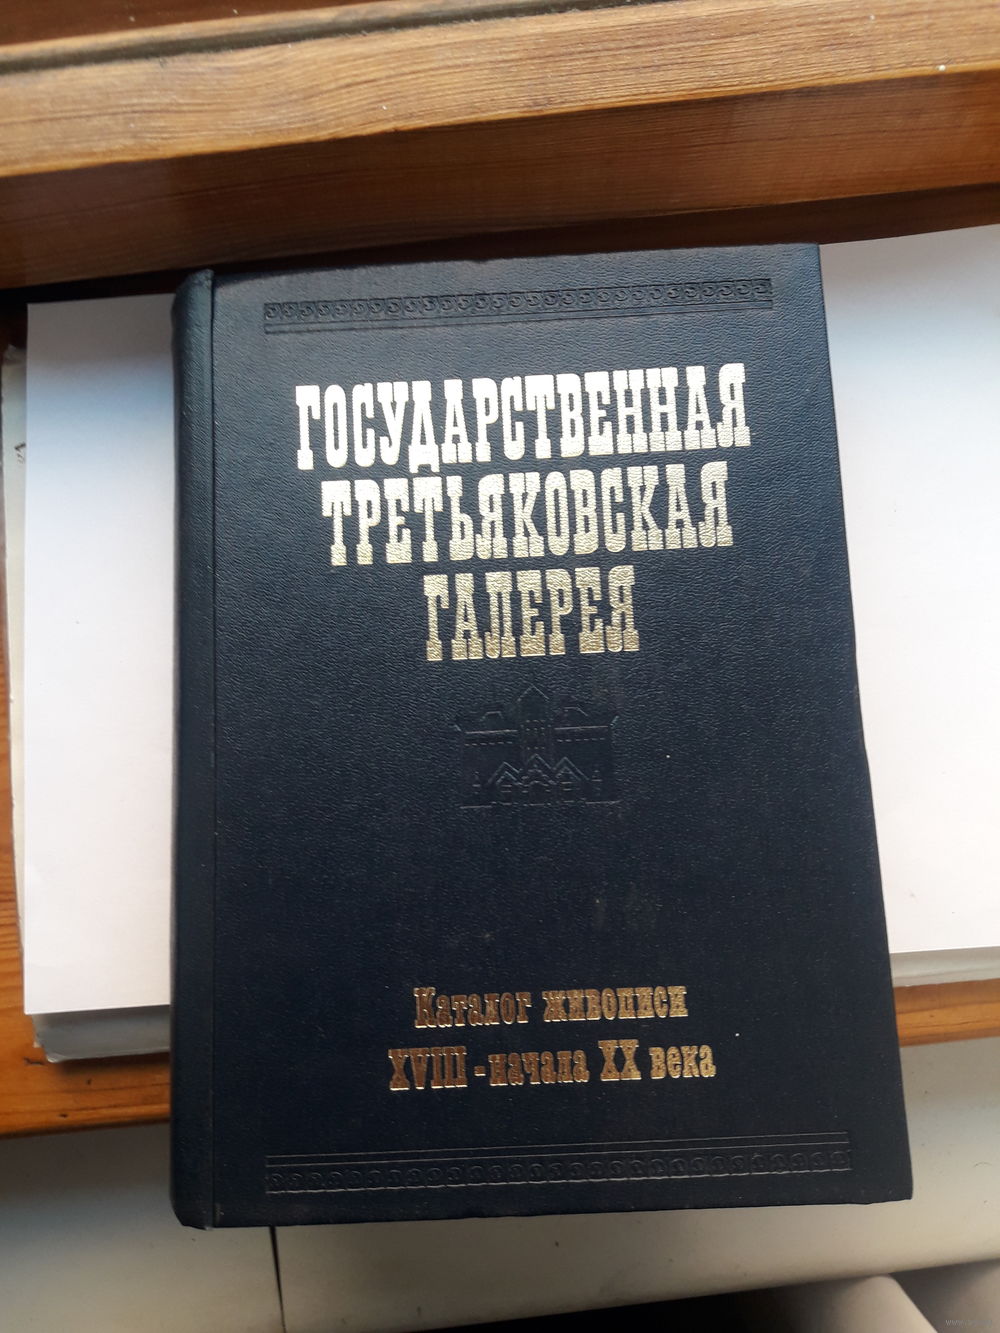 ГОСУДАРСТВЕННАЯ
ТРЕТЬЯКОВСКАЯ
ГАЛЕРЕЯ
Каталог живописи
XVIII - начала XX века